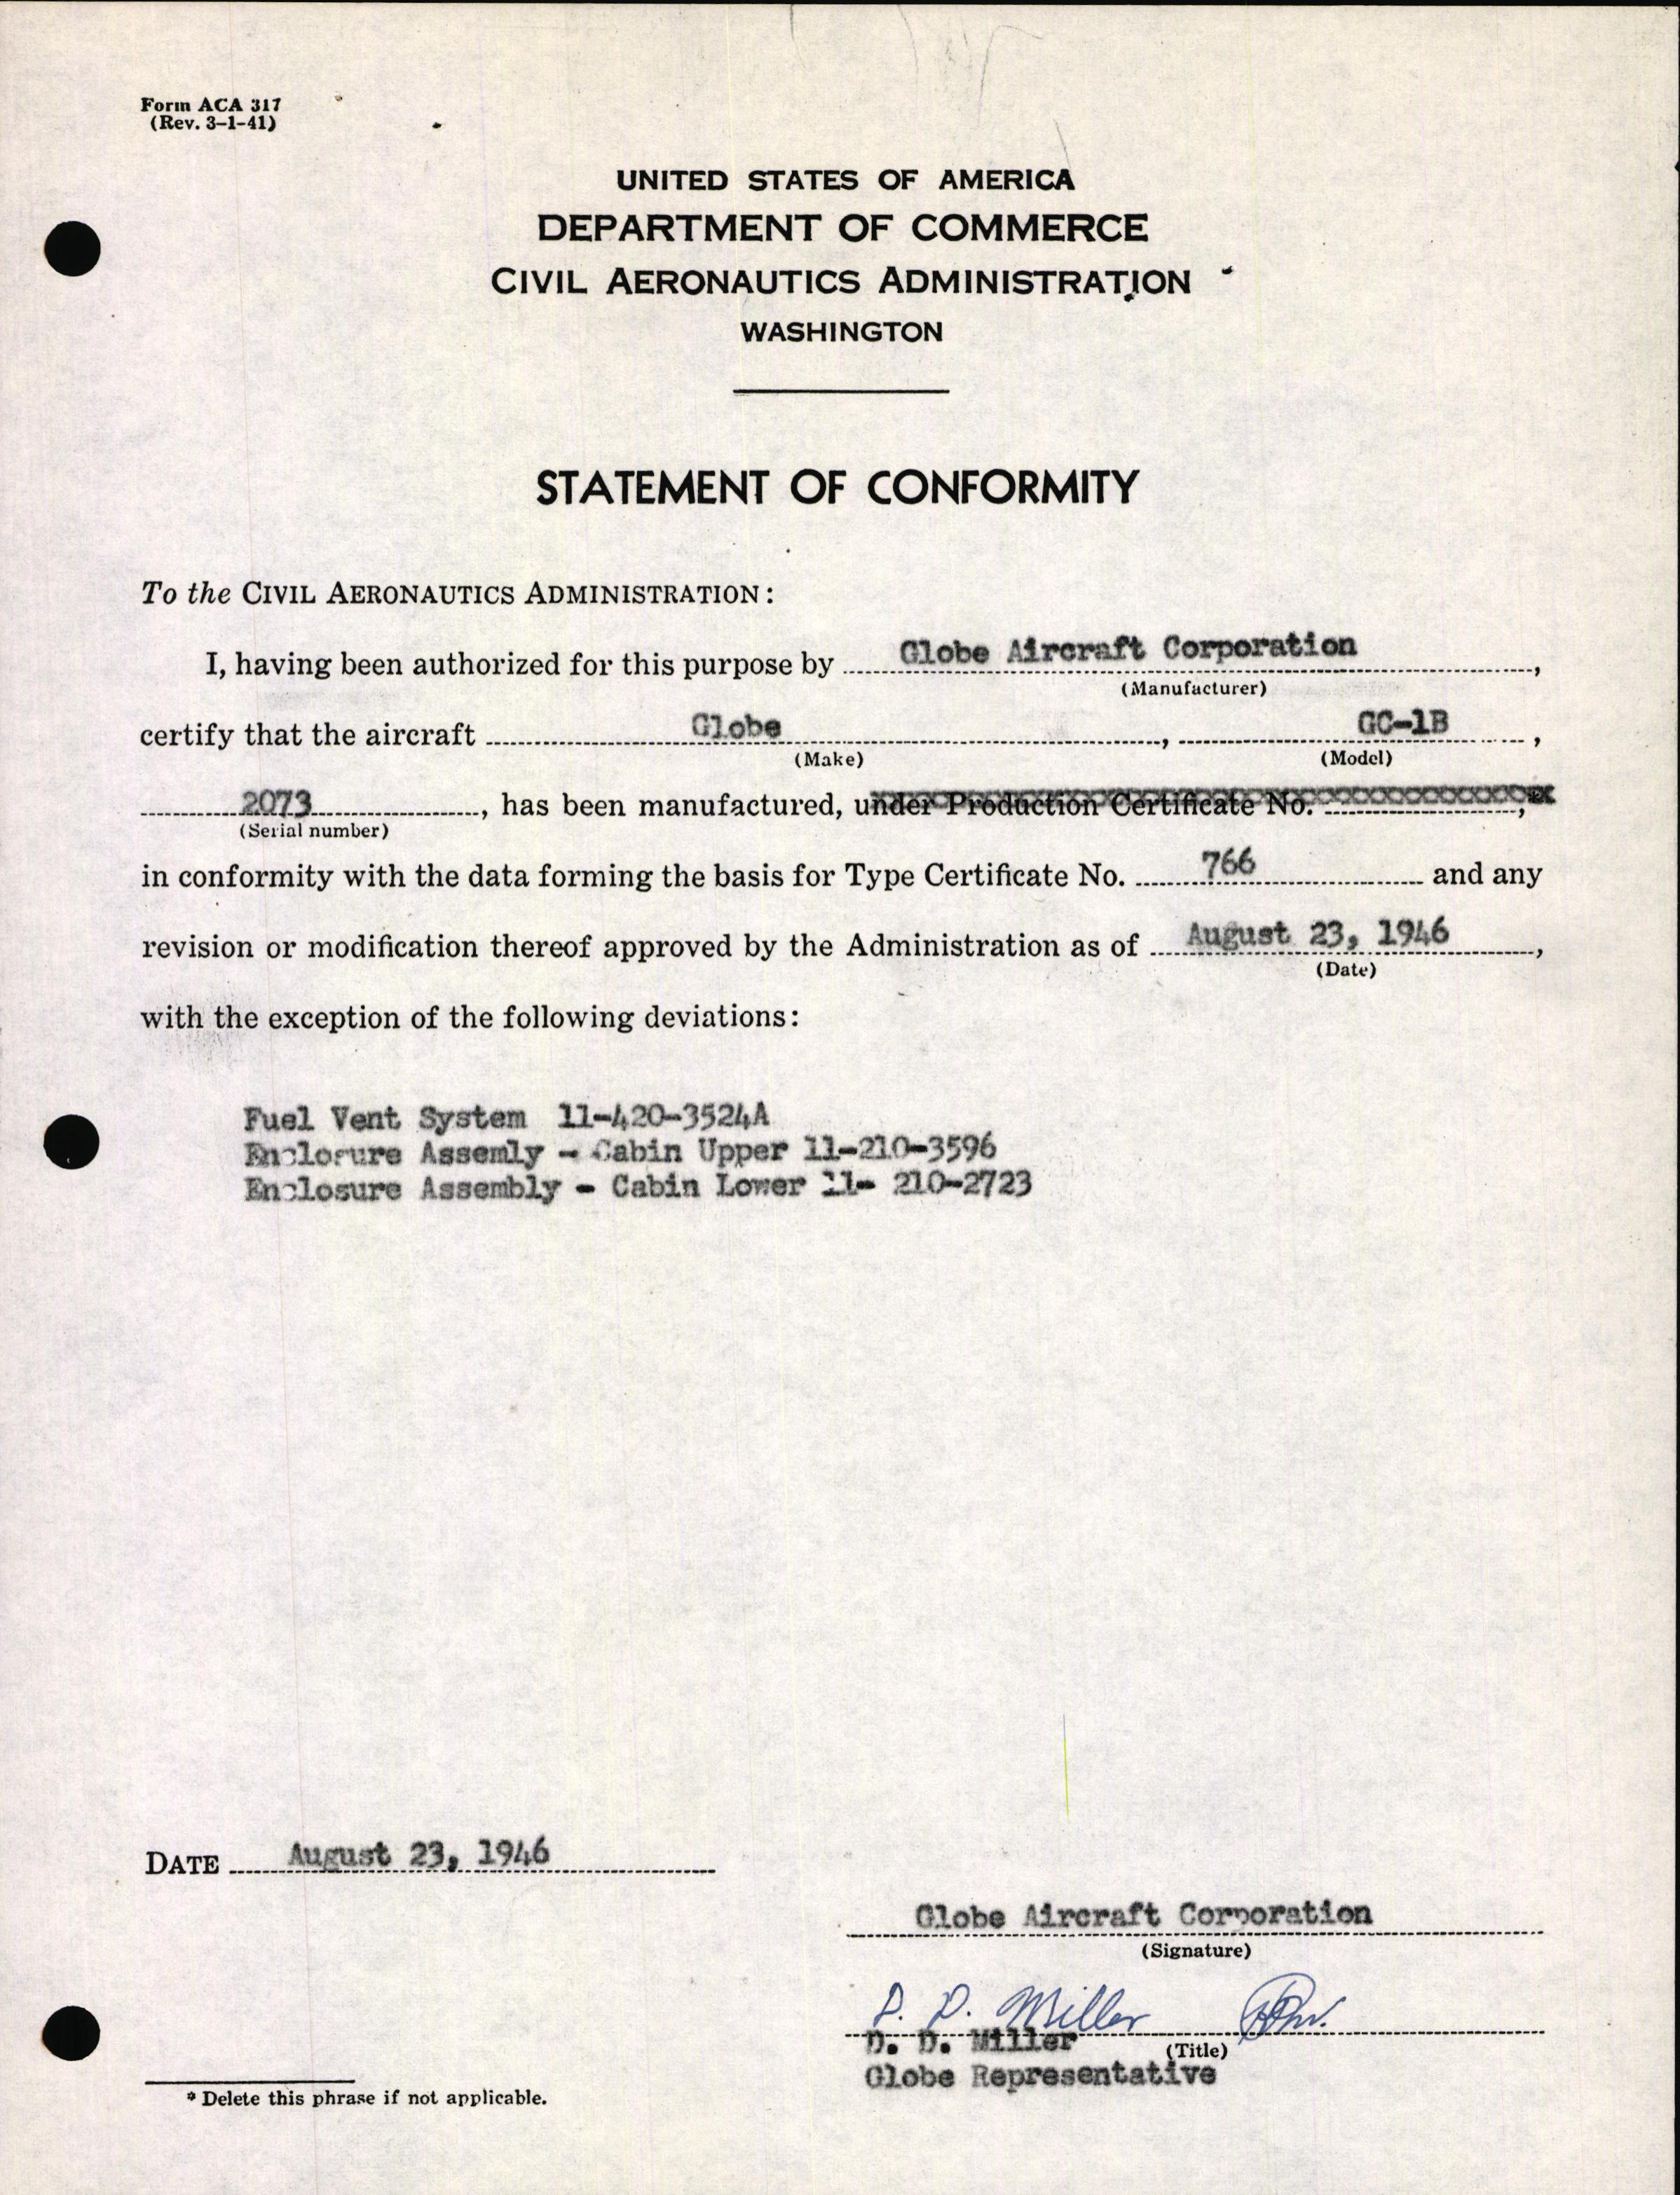 Form ACA 317
(Rev. 3-1-41)
UNITED STATES OF AMERICA
DEPARTMENT OF COMMERCE
CIVIL AERONAUTICS ADMINISTRATION
WASHINGTON
STATEMENT OF CONFORMITY
To the CIVIL AERONAUTICS ADMINISTRATION:
I, having been authorized for this purpose by Globe Aircraft Corporation,
(Manufacturer)
certify that the aircraft Globe, GC-1B,
(Make) (Model)
2073, has been manufactured, under Production Certificate No.
(Serial number)
in conformity with the data forming the basis for Type Certificate No. 766 and any
revision or modification thereof approved by the Administration as of August 23, 1946,
(Date)
with the exception of the following deviations:
Fuel Vent System 11-420-3524A
Enclorure Assemly - Cabin Upper 11-210-3596
Enclosure Assembly - Cabin Lower 11- 210-2723
DATE August 23, 1946
Globe Aircraft Corporation
(Signature)
D. D. Miller
D. D. Miller (Title)
Globe Representative
* Delete this phrase if not applicable.